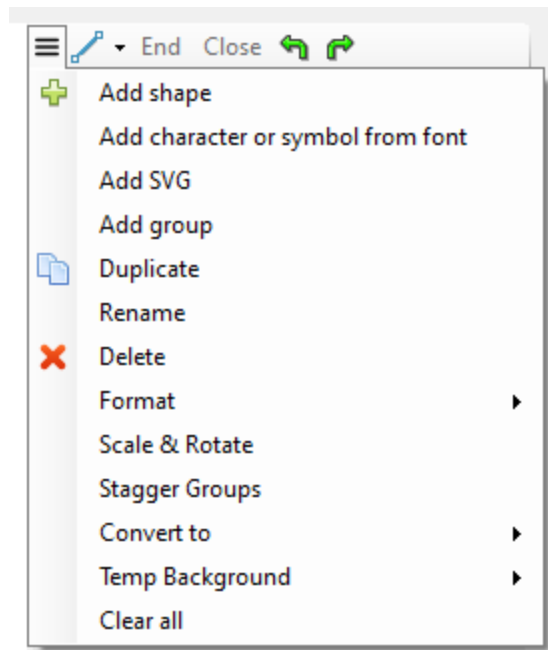 End Close
Add shape
Add character or symbol from font
Add SVG
Add group
Duplicate
Rename
Delete
Format
Scale & Rotate
Stagger Groups
Convert to
Temp Background
Clear all